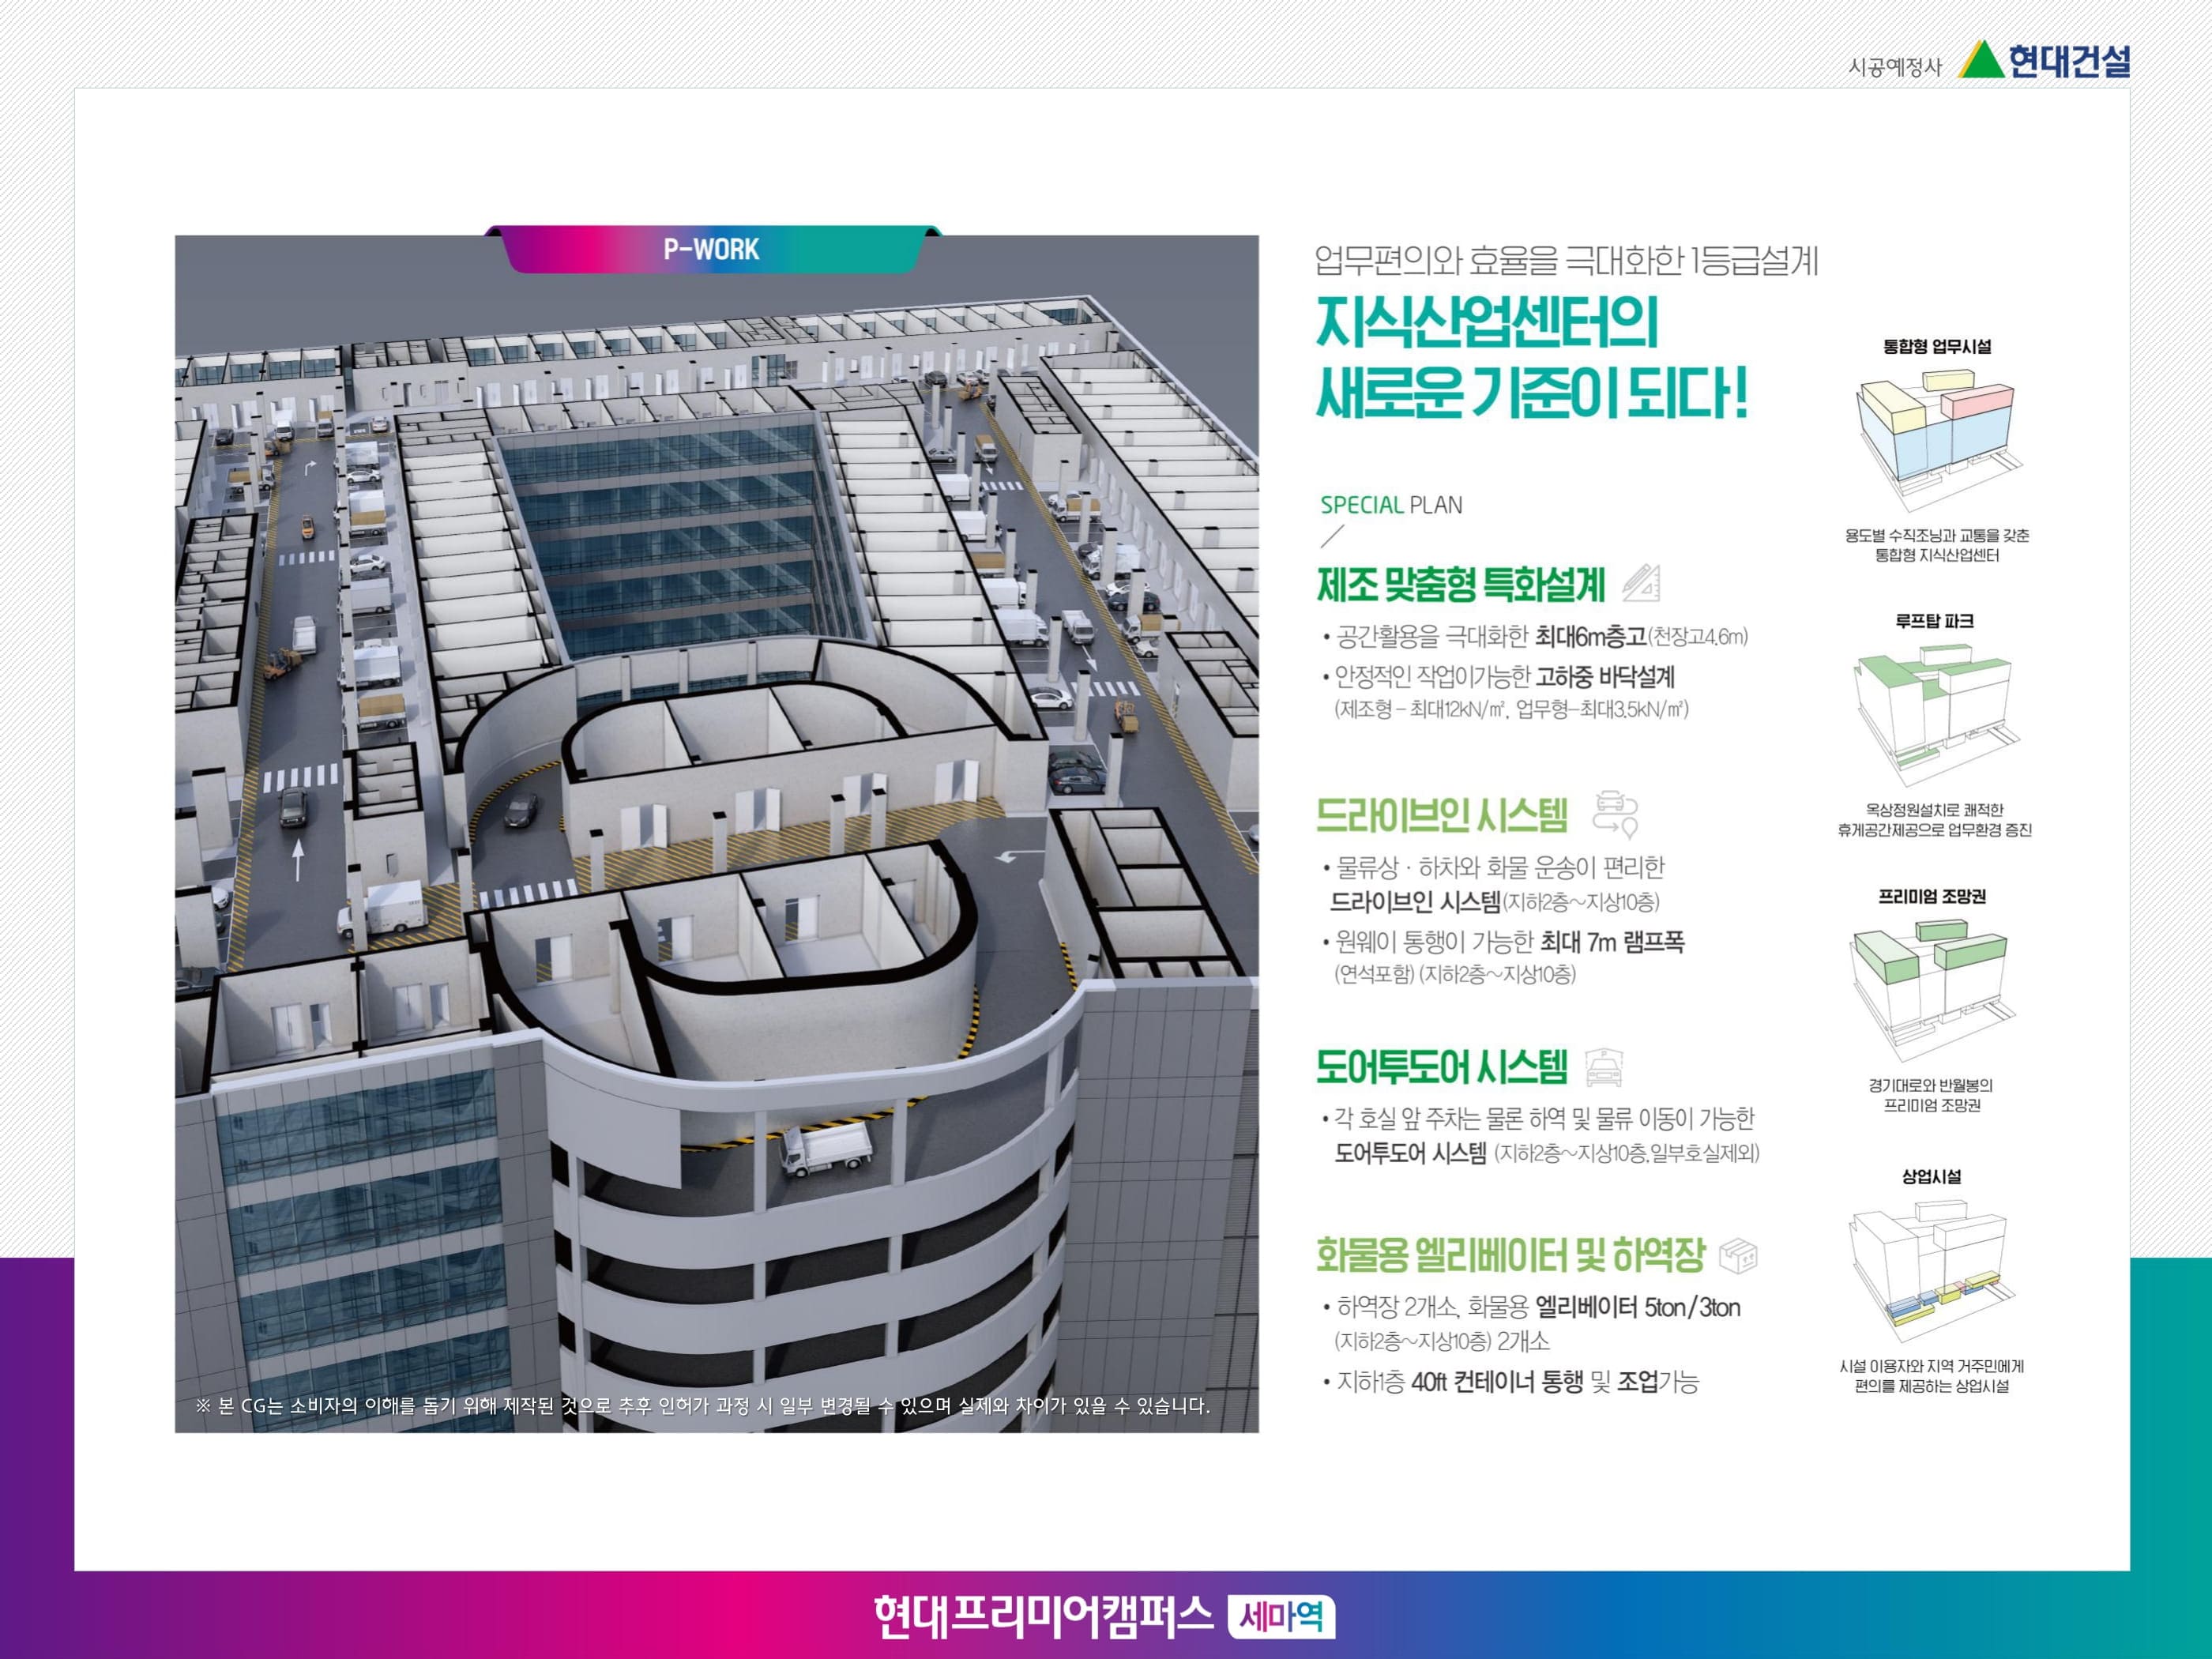 시공예정사 현대건설
P-WORK
업무편의와 효율을 극대화한 1등급설계
지식산업센터의
새로운 기준이 되다!
SPECIAL PLAN
제조 맞춤형 특화설계
• 공간활용을 극대화한 최대6m층고(천장고4.6m)
• 안정적인 작업이가능한 고하중 바닥설계
(제조형 - 최대12kN/㎡, 업무형-최대3.5kN/㎡)
드라이브인 시스템
• 물류상 · 하차와 화물 운송이 편리한
드라이브인 시스템(지하2층~지상10층)
• 원웨이 통행이 가능한 최대 7m 램프폭
(연석포함) (지하2층~지상10층)
도어투도어 시스템
• 각 호실 앞 주차는 물론 하역 및 물류 이동이 가능한
도어투도어 시스템 (지하2층~지상10층,일부호실제외)
화물용 엘리베이터 및 하역장
• 하역장 2개소, 화물용 엘리베이터 5ton/3ton
(지하2층~지상10층) 2개소
• 지하1층 40ft 컨테이너 통행 및 조업가능
통합형 업무시설
용도별 수직조닝과 교통을 갖춘
통합형 지식산업센터
루프탑 파크
옥상정원설치로 쾌적한
휴게공간제공으로 업무환경 증진
프리미엄 조망권
경기대로와 반월봉의
프리미엄 조망권
상업시설
시설 이용자와 지역 거주민에게
편의를 제공하는 상업시설
※ 본 CG는 소비자의 이해를 돕기 위해 제작된 것으로 추후 인허가 과정 시 일부 변경될 수 있으며 실제와 차이가 있을 수 있습니다.
현대프리미어캠퍼스 세마역